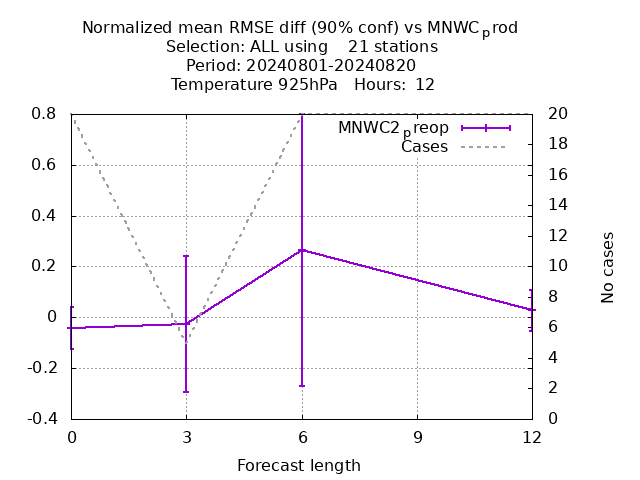 Normalized mean RMSE diff (90% conf) vs MNWCprod
Selection: ALL using    21 stations
Period: 20240801-20240820
Temperature 925hPa   Hours: 12
0.8
0.6
0.4
0.2
0
-0.2
-0.4
20
18
16
14
12
10
8
6
4
2
0
MNWC2preop
Cases
No cases
0
3
6
9
12
Forecast length